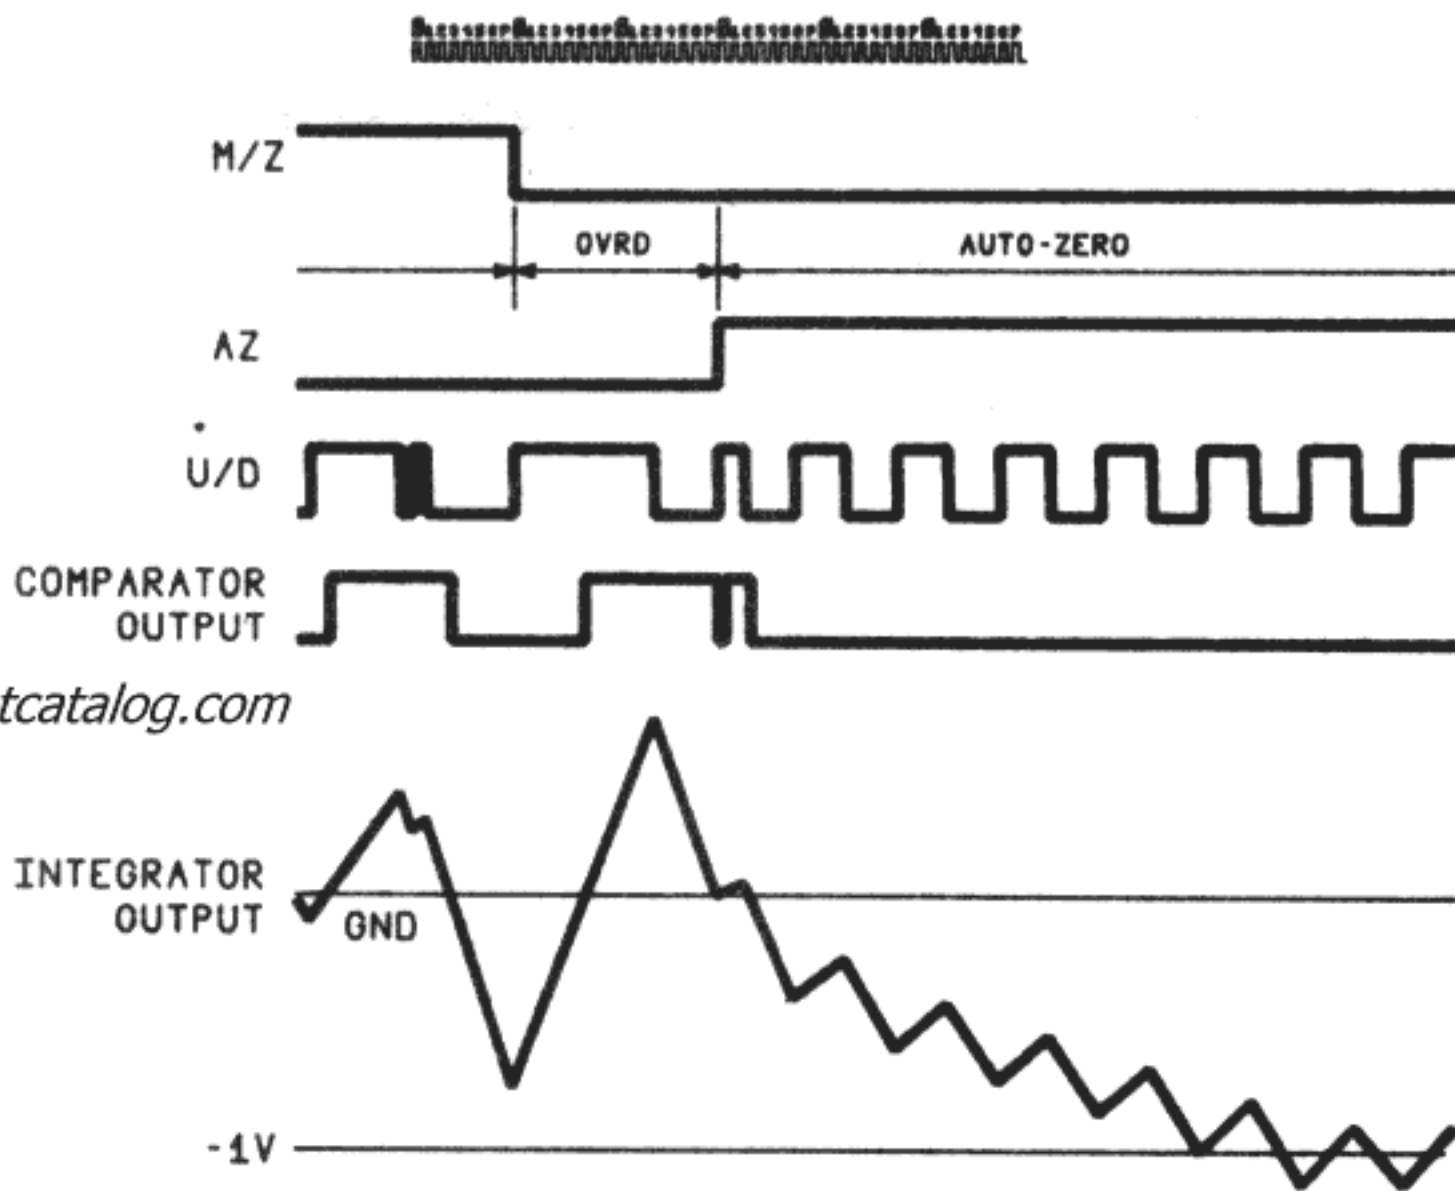 M/Z
OVRD
AUTO-ZERO
AZ
U/D
COMPARATOR
OUTPUT
tcatalog.com
INTEGRATOR
OUTPUT
GND
-1V